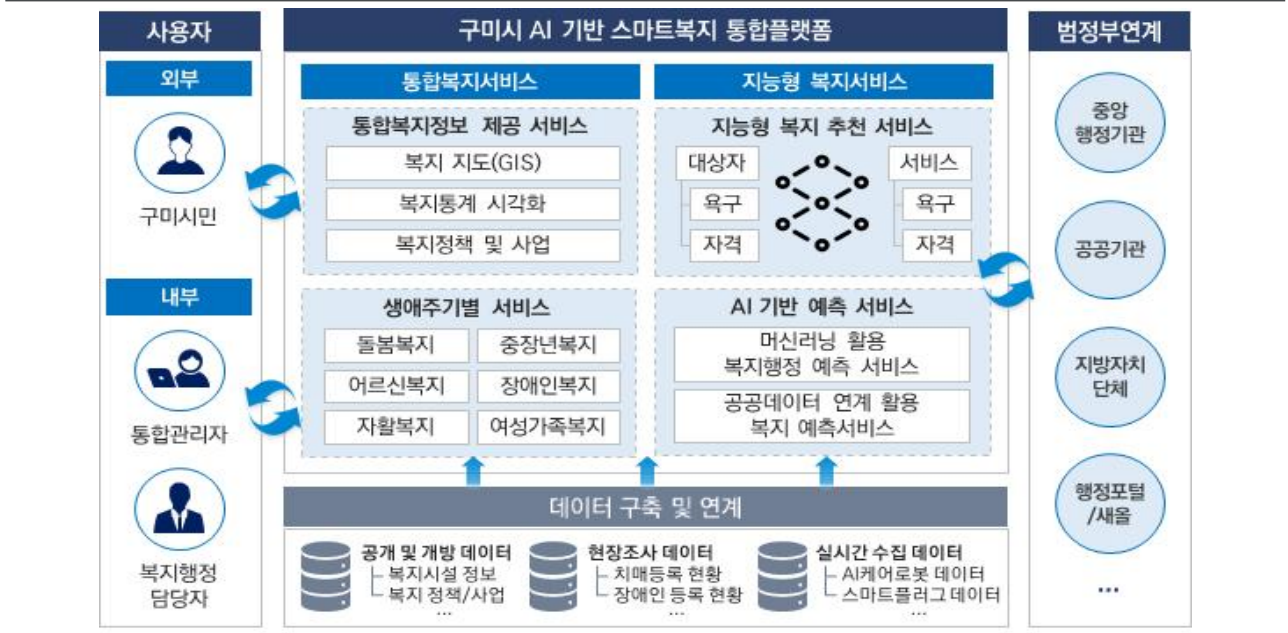 사용자
외부
구미시민
내부
통합관리자
복지행정
담당자
구미시 AI 기반 스마트복지 통합플랫폼
통합복지서비스
통합복지정보 제공 서비스
복지 지도(GIS)
복지통계 시각화
복지정책 및 사업
생애주기별 서비스
돌봄복지
중장년복지
어르신복지
장애인복지
자활복지
여성가족복지
지능형 복지서비스
지능형 복지 추천 서비스
대상자
욕구
자격
서비스
욕구
자격
AI 기반 예측 서비스
머신러닝 활용
복지행정 예측 서비스
공공데이터 연계 활용
복지 예측서비스
데이터 구축 및 연계
공개 및 개방 데이터
복지시설 정보
복지 정책/사업
...
현장조사 데이터
치매등록 현황
장애인 등록 현황
...
실시간 수집 데이터
AI케어로봇 데이터
스마트플러그 데이터
...
범정부연계
중앙
행정기관
공공기관
지방자치
단체
행정포털
/새올
...